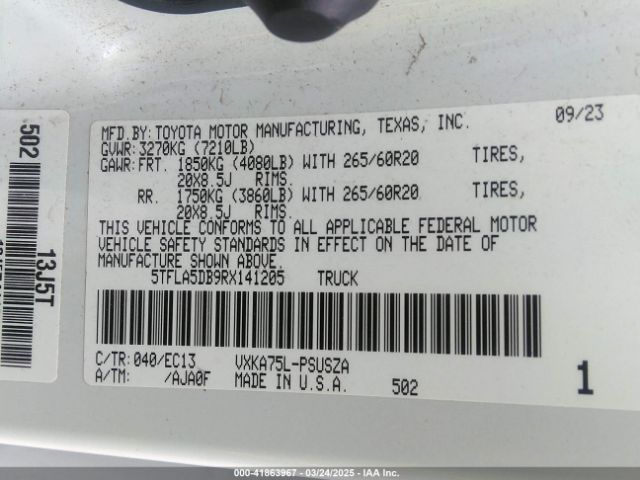 502
13J5T
09/23
MFD.BY:TOYOTA MOTOR MANUFACTURING, TEXAS, INC.
GVWR:3270KG (7210LB)
GAWR:FRT. 1850KG (4080LB) WITH 265/60R20 TIRES,
20X8.5J RIMS.
RR. 1750KG (3860LB) WITH 265/60R20 TIRES,
20X8.5J RIMS.
THIS VEHICLE CONFORMS TO ALL APPLICABLE FEDERAL MOTOR
VEHICLE SAFETY STANDARDS IN EFFECT ON THE DATE OF
MANUFACTURE SHOWN ABOVE.
5TFLA5DB9RX141205 TRUCK
C/TR:040/EC13 VXKA75L-PSUSZA
A/TM: /AJA0F MADE IN U.S.A. 502 1
STOCK #: 41863967 - 03/24/2025 - IAA Inc.